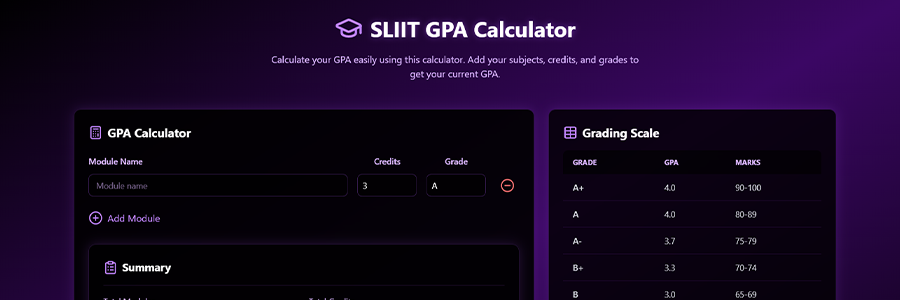 SLIIT GPA Calculator
Calculate your GPA easily using this calculator. Add your subjects, credits, and grades to
get your current GPA.
GPA Calculator
Module Name Credits Grade
Module name 3 A
Add Module
Summary
Grading Scale
GRADE GPA MARKS
A+ 4.0 90-100
A 4.0 80-89
A- 3.7 75-79
B+ 3.3 70-74
B 3.0 65-69